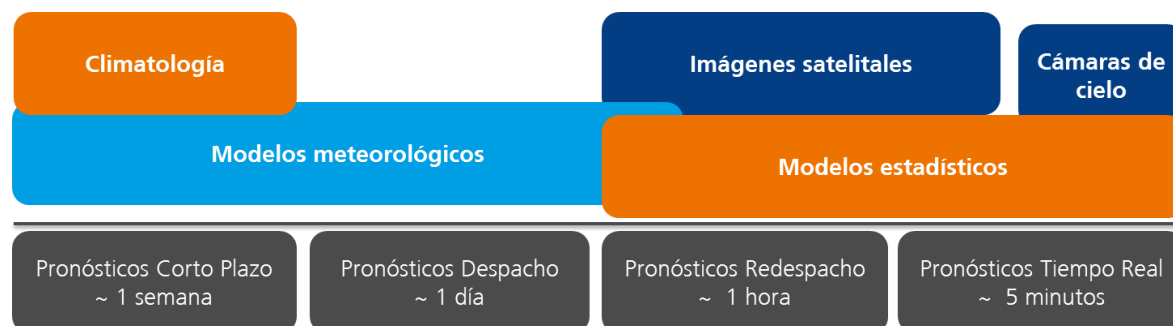 Climatología
Imágenes satelitales
Cámaras de
cielo
Modelos meteorológicos
Modelos estadísticos
Pronósticos Corto Plazo
~ 1 semana
Pronósticos Despacho
~ 1 día
Pronósticos Redespacho
~ 1 hora
Pronósticos Tiempo Real
~ 5 minutos